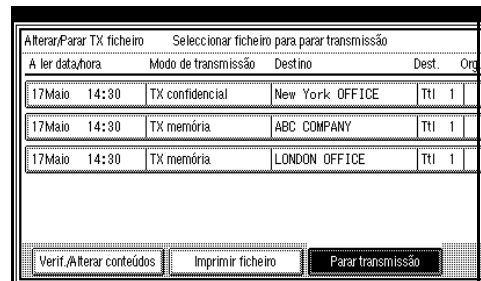 Alterar/Parar TX ficheiro Seleccionar ficheiro para parar transmissão
A ler data/hora Modo de transmissão Destino Dest. Org
17Maio 14:30 TX confidencial New York OFFICE Ttl 1
17Maio 14:30 TX memória ABC COMPANY Ttl 1
17Maio 14:30 TX memória LONDON OFFICE Ttl 1
Verif./Alterar conteúdos Imprimir ficheiro Parar transmissão